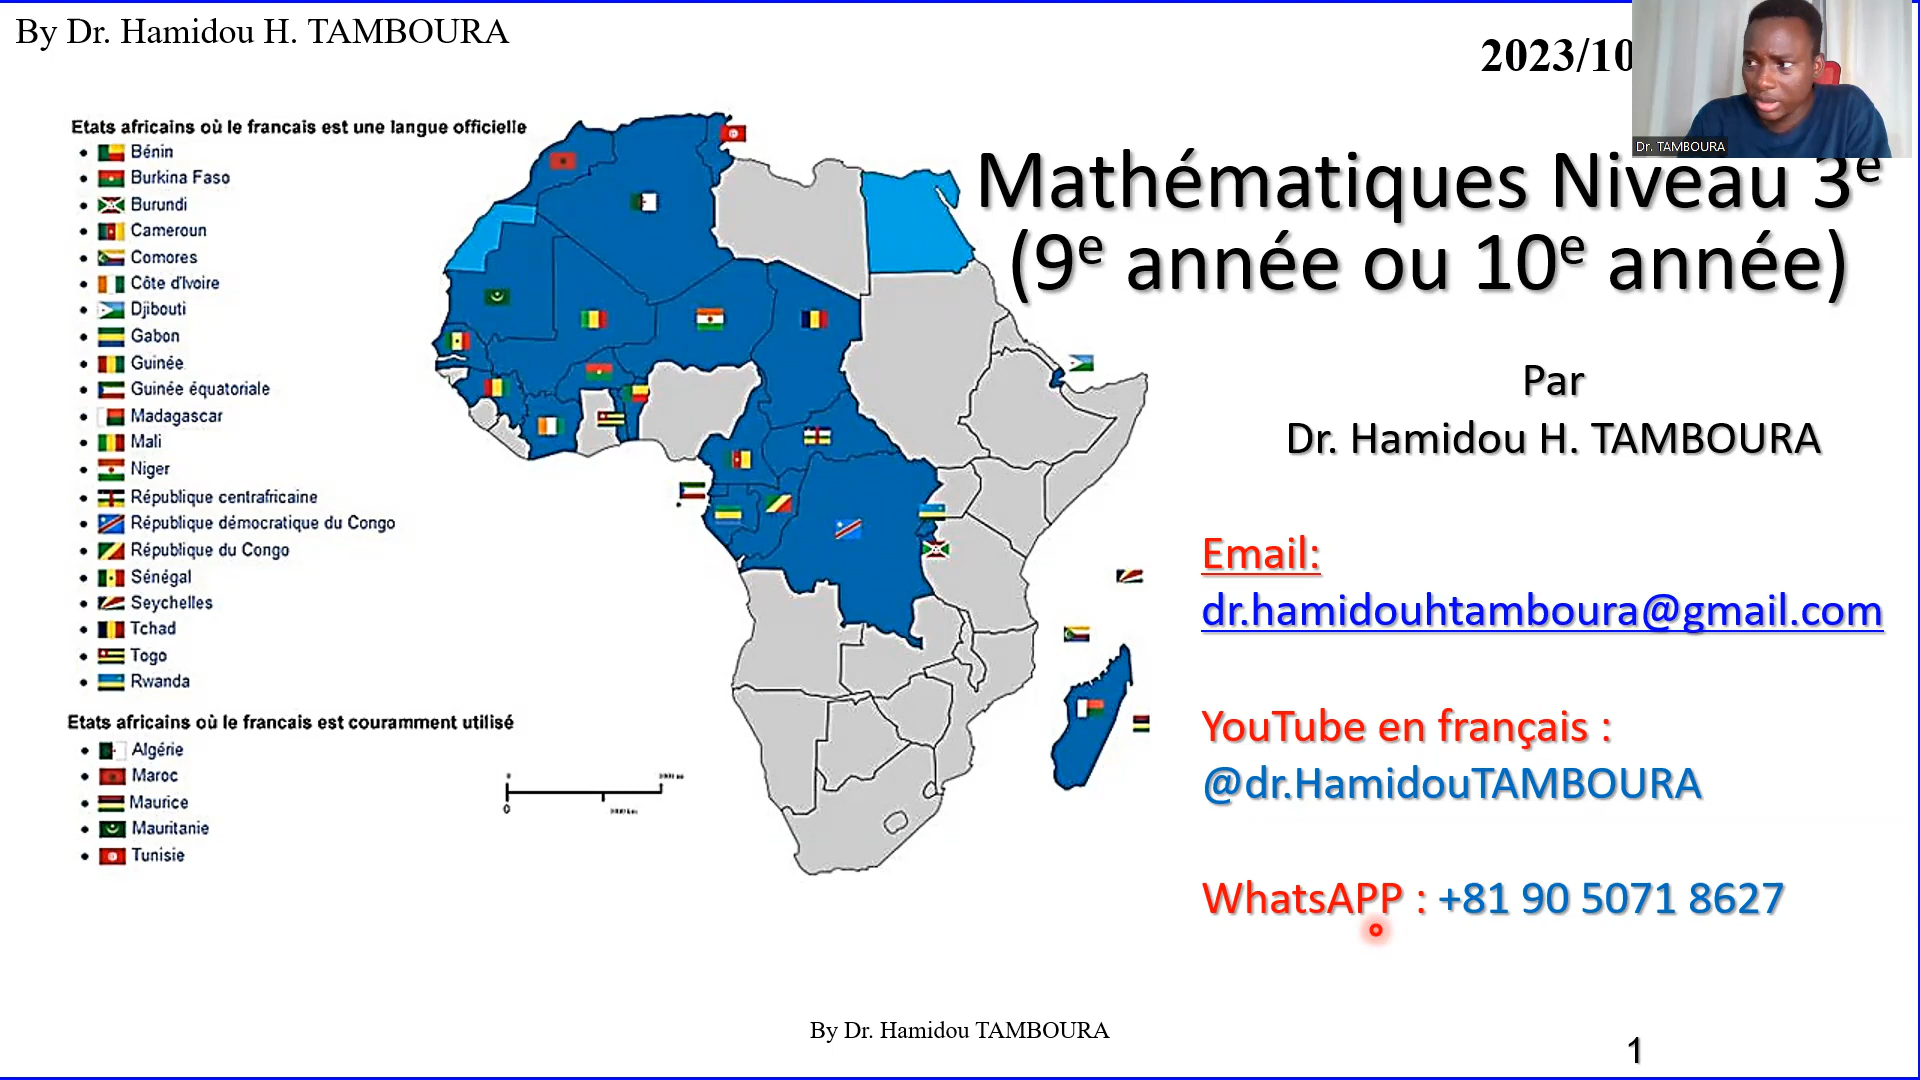 By Dr. Hamidou H. TAMBOURA
2023/10
Dr. TAMBOURA
Mathématiques Niveau 3e
(9e année ou 10e année)
Par
Dr. Hamidou H. TAMBOURA
Email:
dr.hamidouhtamboura@gmail.com
YouTube en français :
@dr.HamidouTAMBOURA
WhatsAPP : +81 90 5071 8627
Etats africains où le francais est une langue officielle
Bénin
Burkina Faso
Burundi
Cameroun
Comores
Côte d'Ivoire
Djibouti
Gabon
Guinée
Guinée équatoriale
Madagascar
Mali
Niger
République centrafricaine
République démocratique du Congo
République du Congo
Sénégal
Seychelles
Tchad
Togo
Rwanda
Etats africains où le francais est couramment utilisé
Algérie
Maroc
Maurice
Mauritanie
Tunisie
0
By Dr. Hamidou TAMBOURA
1